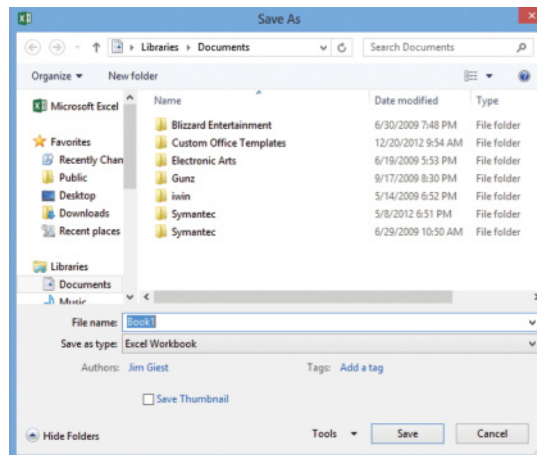 Save As
Libraries Documents Search Documents
Organize New folder
Microsoft Excel
Favorites
Recently Chan
Public
Desktop
Downloads
Recent places
Libraries
Documents
Music
Name Date modified Type
Blizzard Entertainment 6/30/2009 7:48 PM File folder
Custom Office Templates 12/20/2012 9:54 AM File folder
Electronic Arts 6/19/2009 5:53 PM File folder
Gunz 9/17/2009 8:30 PM File folder
iwin 5/14/2009 6:52 PM File folder
Symantec 5/8/2012 6:51 PM File folder
Symantec 6/29/2009 10:50 AM File folder
File name: Book1
Save as type: Excel Workbook
Authors: Jim Giest Tags: Add a tag
Save Thumbnail
Hide Folders Tools Save Cancel